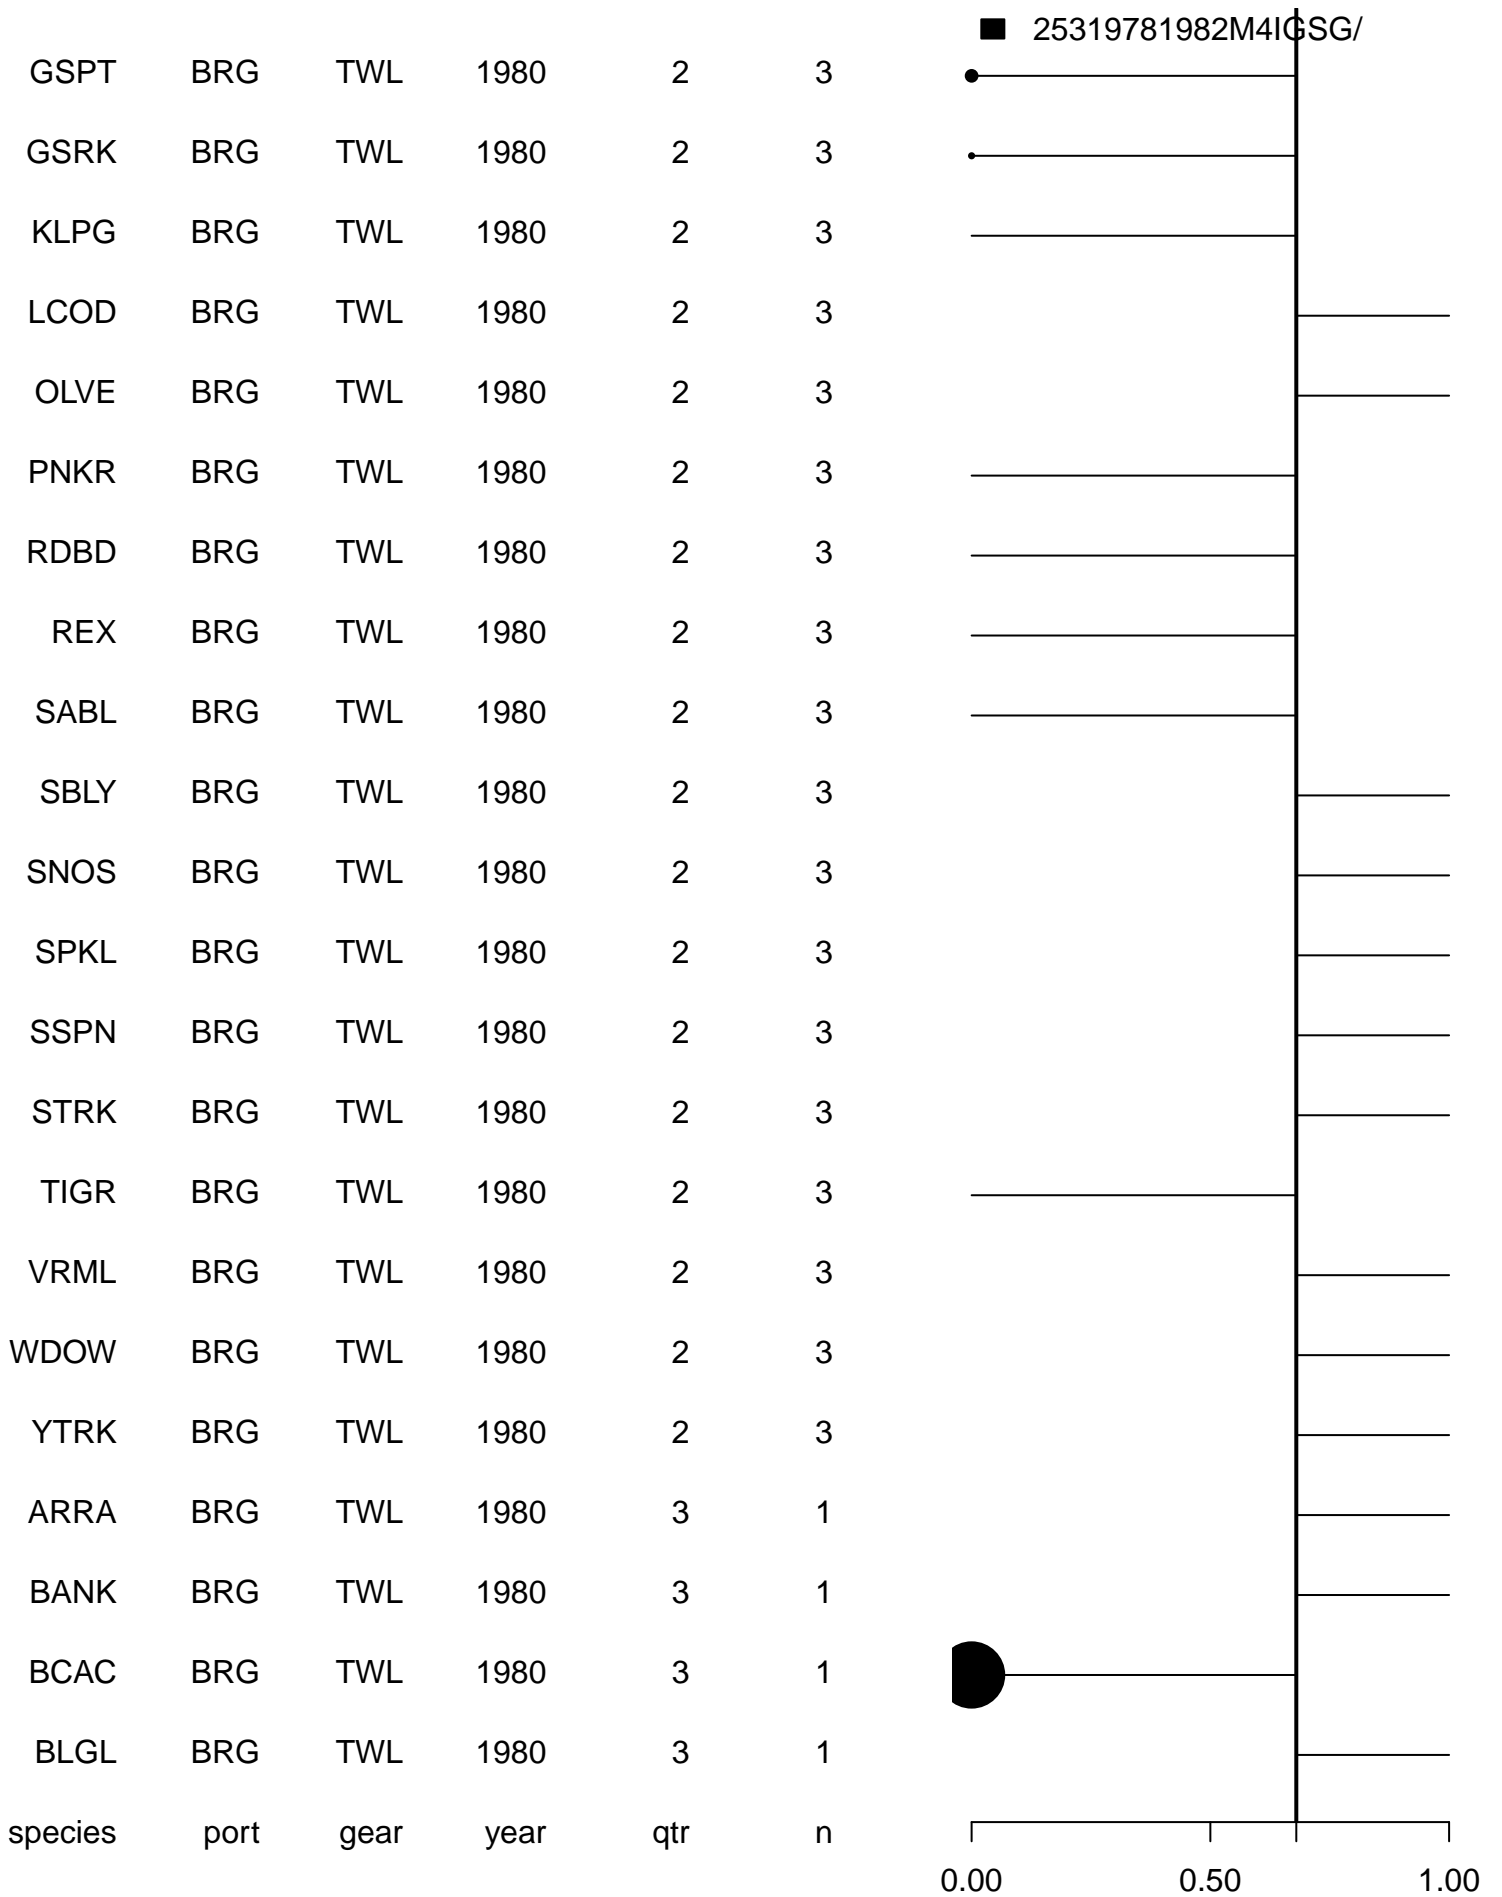 25319781982M4IGSG/
GSPT BRG TWL 1980 2 3
GSRK BRG TWL 1980 2 3
KLPG BRG TWL 1980 2 3
LCOD BRG TWL 1980 2 3
OLVE BRG TWL 1980 2 3
PNKR BRG TWL 1980 2 3
RDBD BRG TWL 1980 2 3
REX BRG TWL 1980 2 3
SABL BRG TWL 1980 2 3
SBLY BRG TWL 1980 2 3
SNOS BRG TWL 1980 2 3
SPKL BRG TWL 1980 2 3
SSPN BRG TWL 1980 2 3
STRK BRG TWL 1980 2 3
TIGR BRG TWL 1980 2 3
VRML BRG TWL 1980 2 3
WDOW BRG TWL 1980 2 3
YTRK BRG TWL 1980 2 3
ARRA BRG TWL 1980 3 1
BANK BRG TWL 1980 3 1
BCAC BRG TWL 1980 3 1
BLGL BRG TWL 1980 3 1
species port gear year qtr n
0.00 0.50 1.00